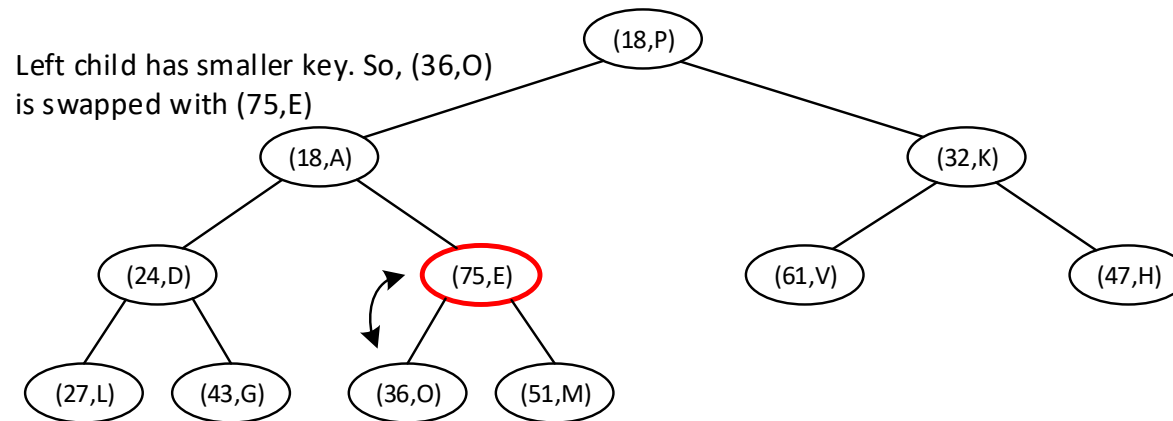 (18,P)
Left child has smaller key. So, (36,O)
is swapped with (75,E)
(18,A)
(32,K)
(24,D)
(75,E)
(61,V)
(47,H)
(27,L)
(43,G)
(36,O)
(51,M)